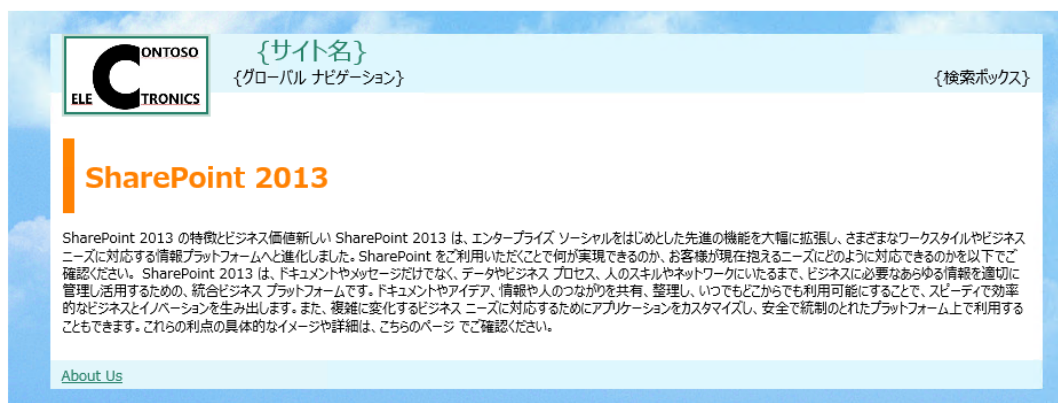 CONTOSO
ELECTRONICS
{サイト名}
{グローバル ナビゲーション}
{検索ボックス}
SharePoint 2013
SharePoint 2013 の特徴とビジネス価値新しい SharePoint 2013 は、エンタープライズ ソーシャルをはじめとした先進の機能を大幅に拡張し、さまざまなワークスタイルやビジネス
ニーズに対応する情報プラットフォームへと進化しました。SharePoint をご利用いただくことで何が実現できるのか、お客様が現在抱えるニーズにどのように対応できるのかを以下でご
確認ください。SharePoint 2013 は、ドキュメントやメッセージだけでなく、データやビジネス プロセス、人のスキルやネットワークにいたるまで、ビジネスに必要なあらゆる情報を適切に
管理し活用するための、統合ビジネス プラットフォームです。ドキュメントやアイデア、情報や人のつながりを共有、整理し、いつでもどこからでも利用可能にすることで、スピーディで効率
的なビジネスとイノベーションを生み出します。また、複雑に変化するビジネス ニーズに対応するためにアプリケーションをカスタマイズし、安全で統制のとれたプラットフォーム上で利用する
こともできます。これらの利点の具体的なイメージや詳細は、こちらのページ でご確認ください。
About Us